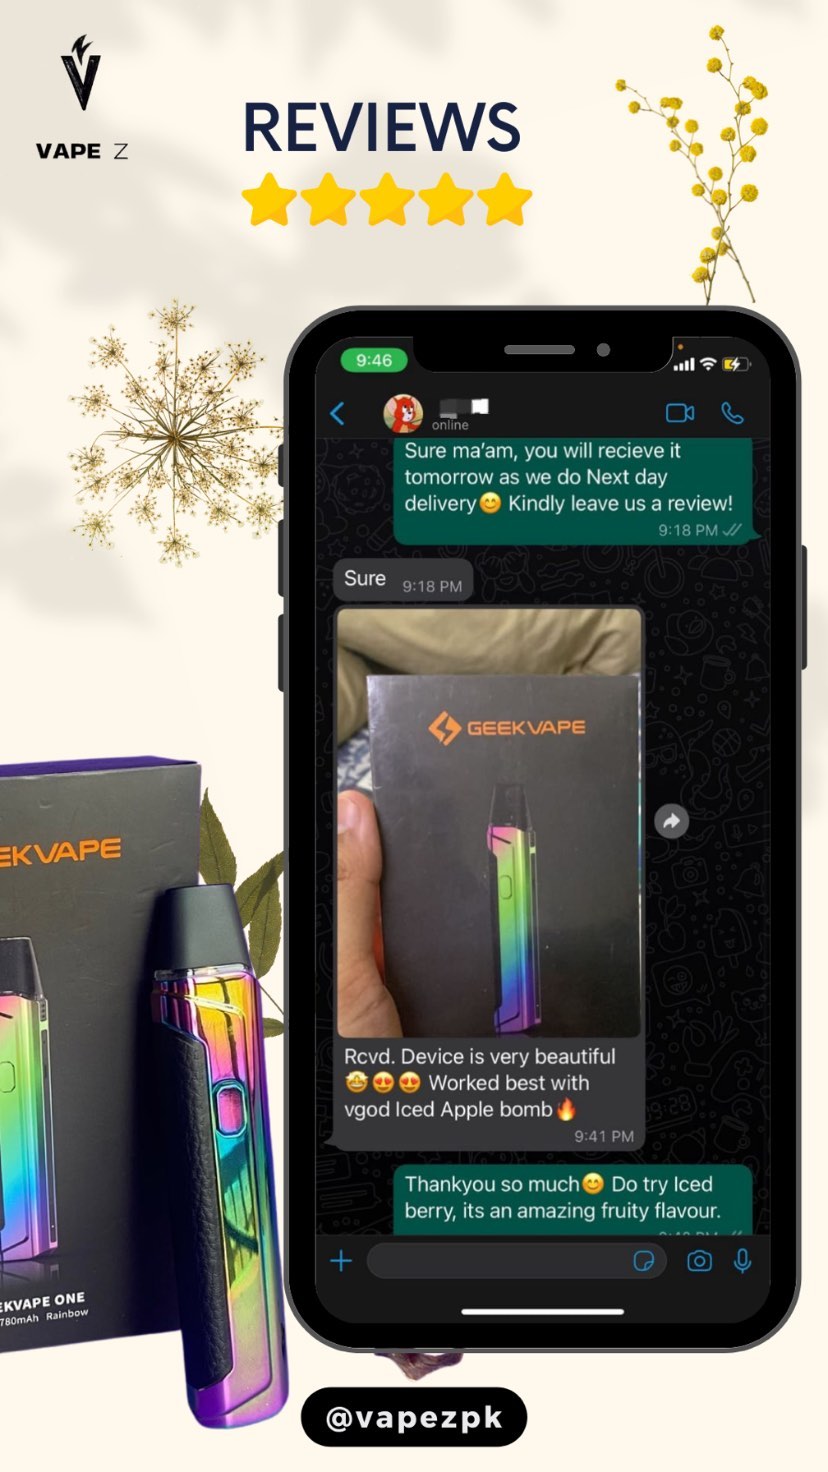 VAPE Z
REVIEWS
9:46
online
Sure ma'am, you will recieve it
tomorrow as we do Next day
delivery😊 Kindly leave us a review!
9:18 PM
Sure 9:18 PM
GEEKVAPE
Rcvd. Device is very beautiful
🤩😍😍 Worked best with
vgod Iced Apple bomb🔥
9:41 PM
Thankyou so much😊 Do try Iced
berry, its an amazing fruity flavour.
EKVAPE
EKVAPE ONE
780mAh Rainbow
@vapezpk